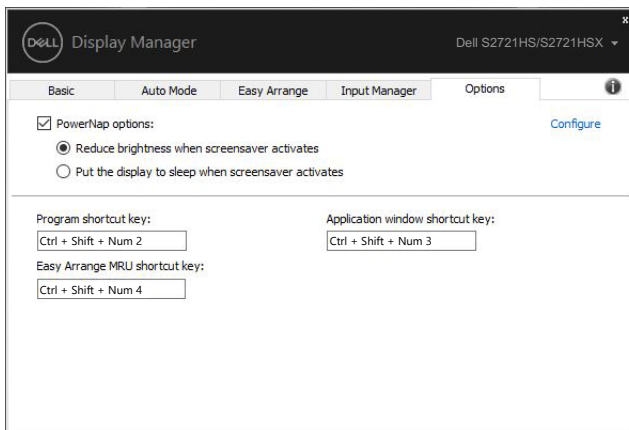 x
DELL Display Manager Dell S2721HS/S2721HSX
Basic Auto Mode Easy Arrange Input Manager Options i
PowerNap options: Configure
Reduce brightness when screensaver activates
Put the display to sleep when screensaver activates
Program shortcut key: Application window shortcut key:
Ctrl + Shift + Num 2 Ctrl + Shift + Num 3
Easy Arrange MRU shortcut key:
Ctrl + Shift + Num 4